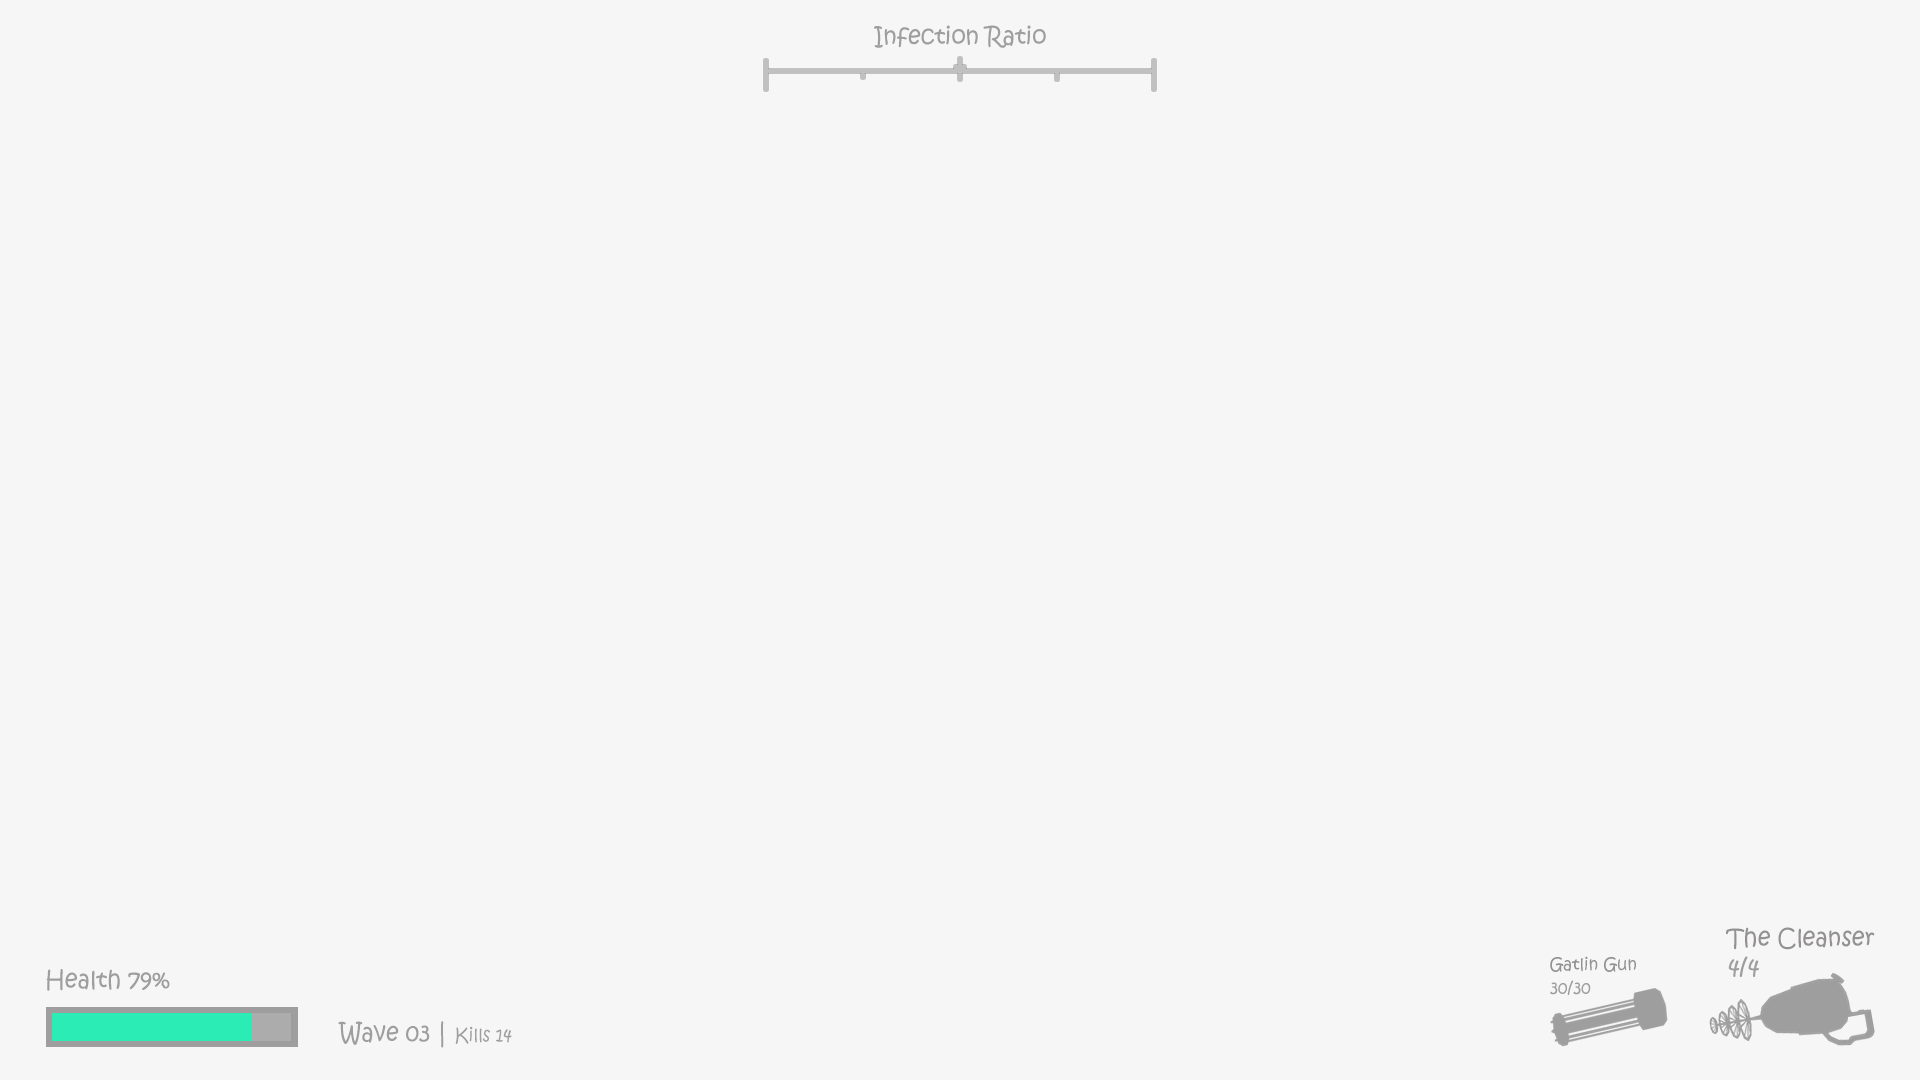 Infection Ratio
The Cleanser
4/4
Gatlin Gun
30/30
Health 79%
Wave 03 | Kills 14